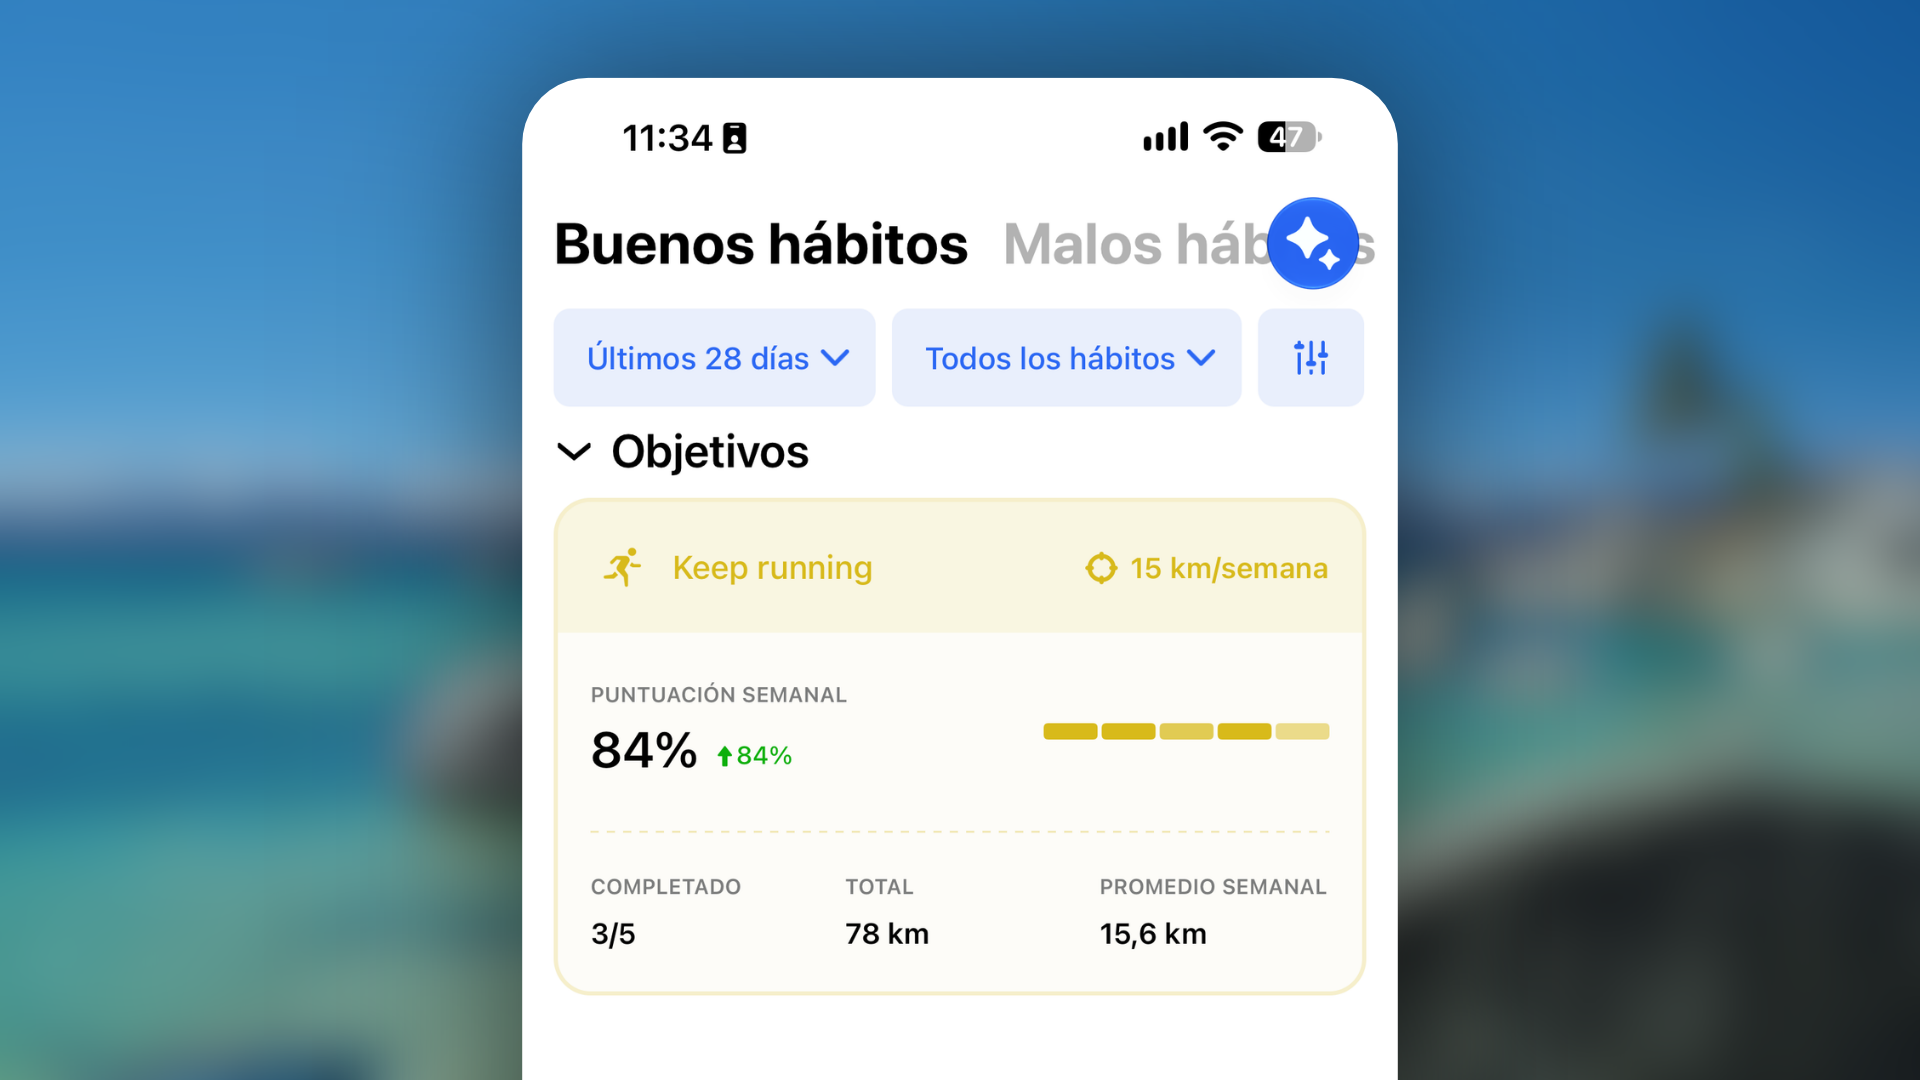 11:34 47
Buenos hábitos Malos háb s
Últimos 28 días Todos los hábitos
Objetivos
Keep running 15 km/semana
PUNTUACIÓN SEMANAL
84% 84%
COMPLETADO TOTAL PROMEDIO SEMANAL
3/5 78 km 15,6 km